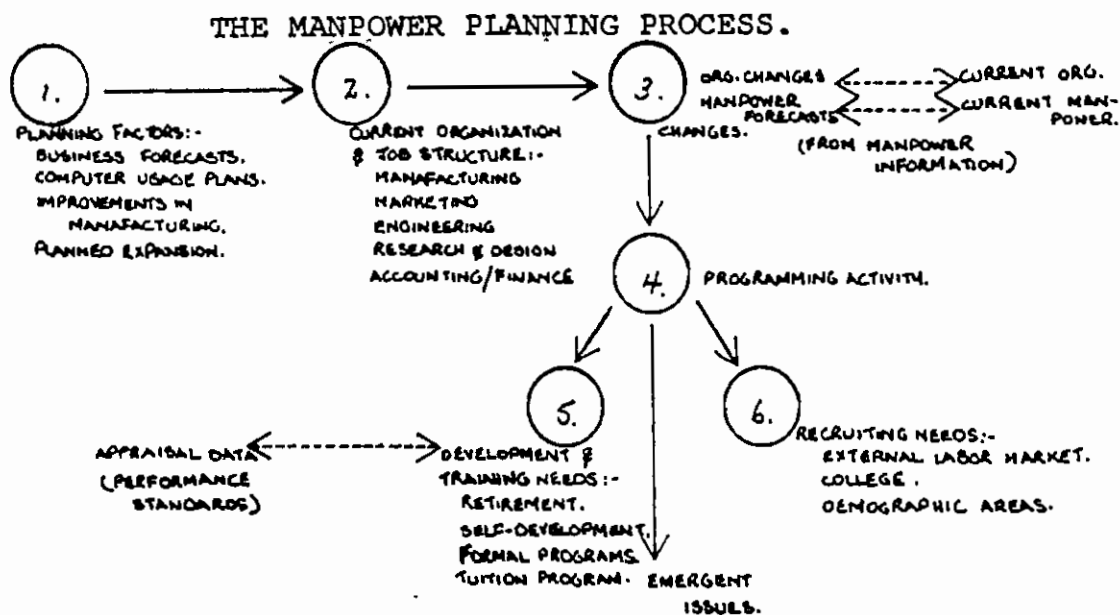 THE MANPOWER PLANNING PROCESS.
1.
PLANNING FACTORS:-
BUSINESS FORECASTS.
COMPUTER USAGE PLANS.
IMPROVEMENTS IN
MANAFACTURING.
PLANNED EXPANSION.
2.
CURRENT ORGANIZATION
& JOB STRUCTURE:-
MANAFACTURING
MARKETING
ENGINEERING
RESEARCH & DESIGN
ACCOUNTING/FINANCE
3.
CHANGES.
ORG. CHANGES
MANPOWER
FORECASTS
CURRENT ORG.
CURRENT MAN-
POWER.
(FROM MANPOWER
INFORMATION)
4.
PROGRAMMING ACTIVITY.
5.
APPRAISAL DATA
(PERFORMANCE
STANDARDS)
DEVELOPMENT &
TRAINING NEEDS:-
RETIREMENT.
SELF-DEVELOPMENT.
FORMAL PROGRAMS.
TUITION PROGRAM.
EMERGENT
ISSUES.
6.
RECRUITING NEEDS:-
EXTERNAL LABOR MARKET.
COLLEGE.
DEMOGRAPHIC AREAS.